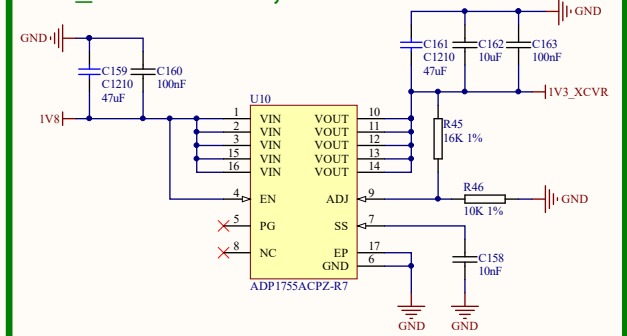 GND
C161
C1210
47uF
C162
10uF
C163
100nF
GND
C159
C1210
47uF
C160
100nF
1V8
1V3_XCVR
U10
1 VIN VOUT 10
2 VIN VOUT 11
3 VIN VOUT 12
15 VIN VOUT 13
16 VIN VOUT 14
4 EN ADJ 9
5 PG SS 7
8 NC EP 17
GND 6
ADP1755ACPZ-R7
R45
16K 1%
R46
10K 1%
GND
C158
10nF
GND
GND